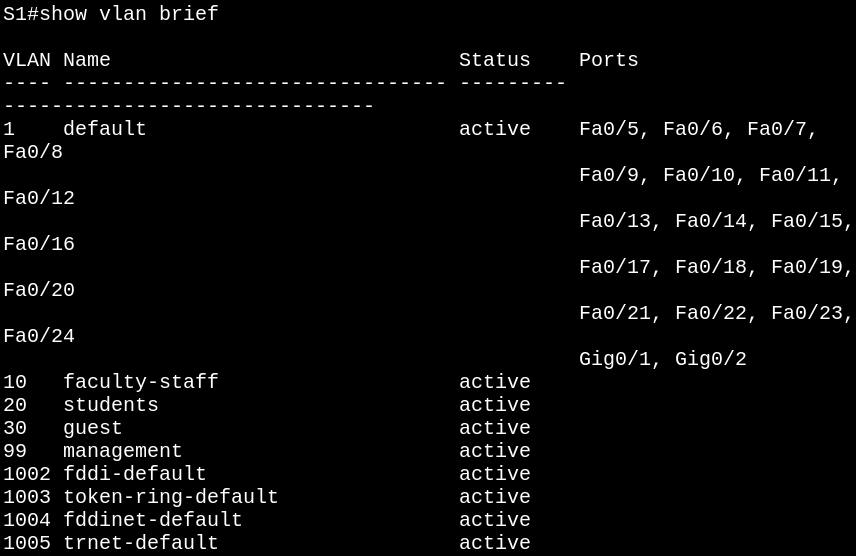 S1#show vlan brief
VLAN Name                             Status    Ports
---- -------------------------------- ---------
-------------------------------
1    default                          active    Fa0/5, Fa0/6, Fa0/7,
Fa0/8
                                                Fa0/9, Fa0/10, Fa0/11,
Fa0/12
                                                Fa0/13, Fa0/14, Fa0/15,
Fa0/16
                                                Fa0/17, Fa0/18, Fa0/19,
Fa0/20
                                                Fa0/21, Fa0/22, Fa0/23,
Fa0/24
                                                Gig0/1, Gig0/2
10   faculty-staff                    active
20   students                         active
30   guest                            active
99   management                       active
1002 fddi-default                     active
1003 token-ring-default               active
1004 fddinet-default                  active
1005 trnet-default                    active